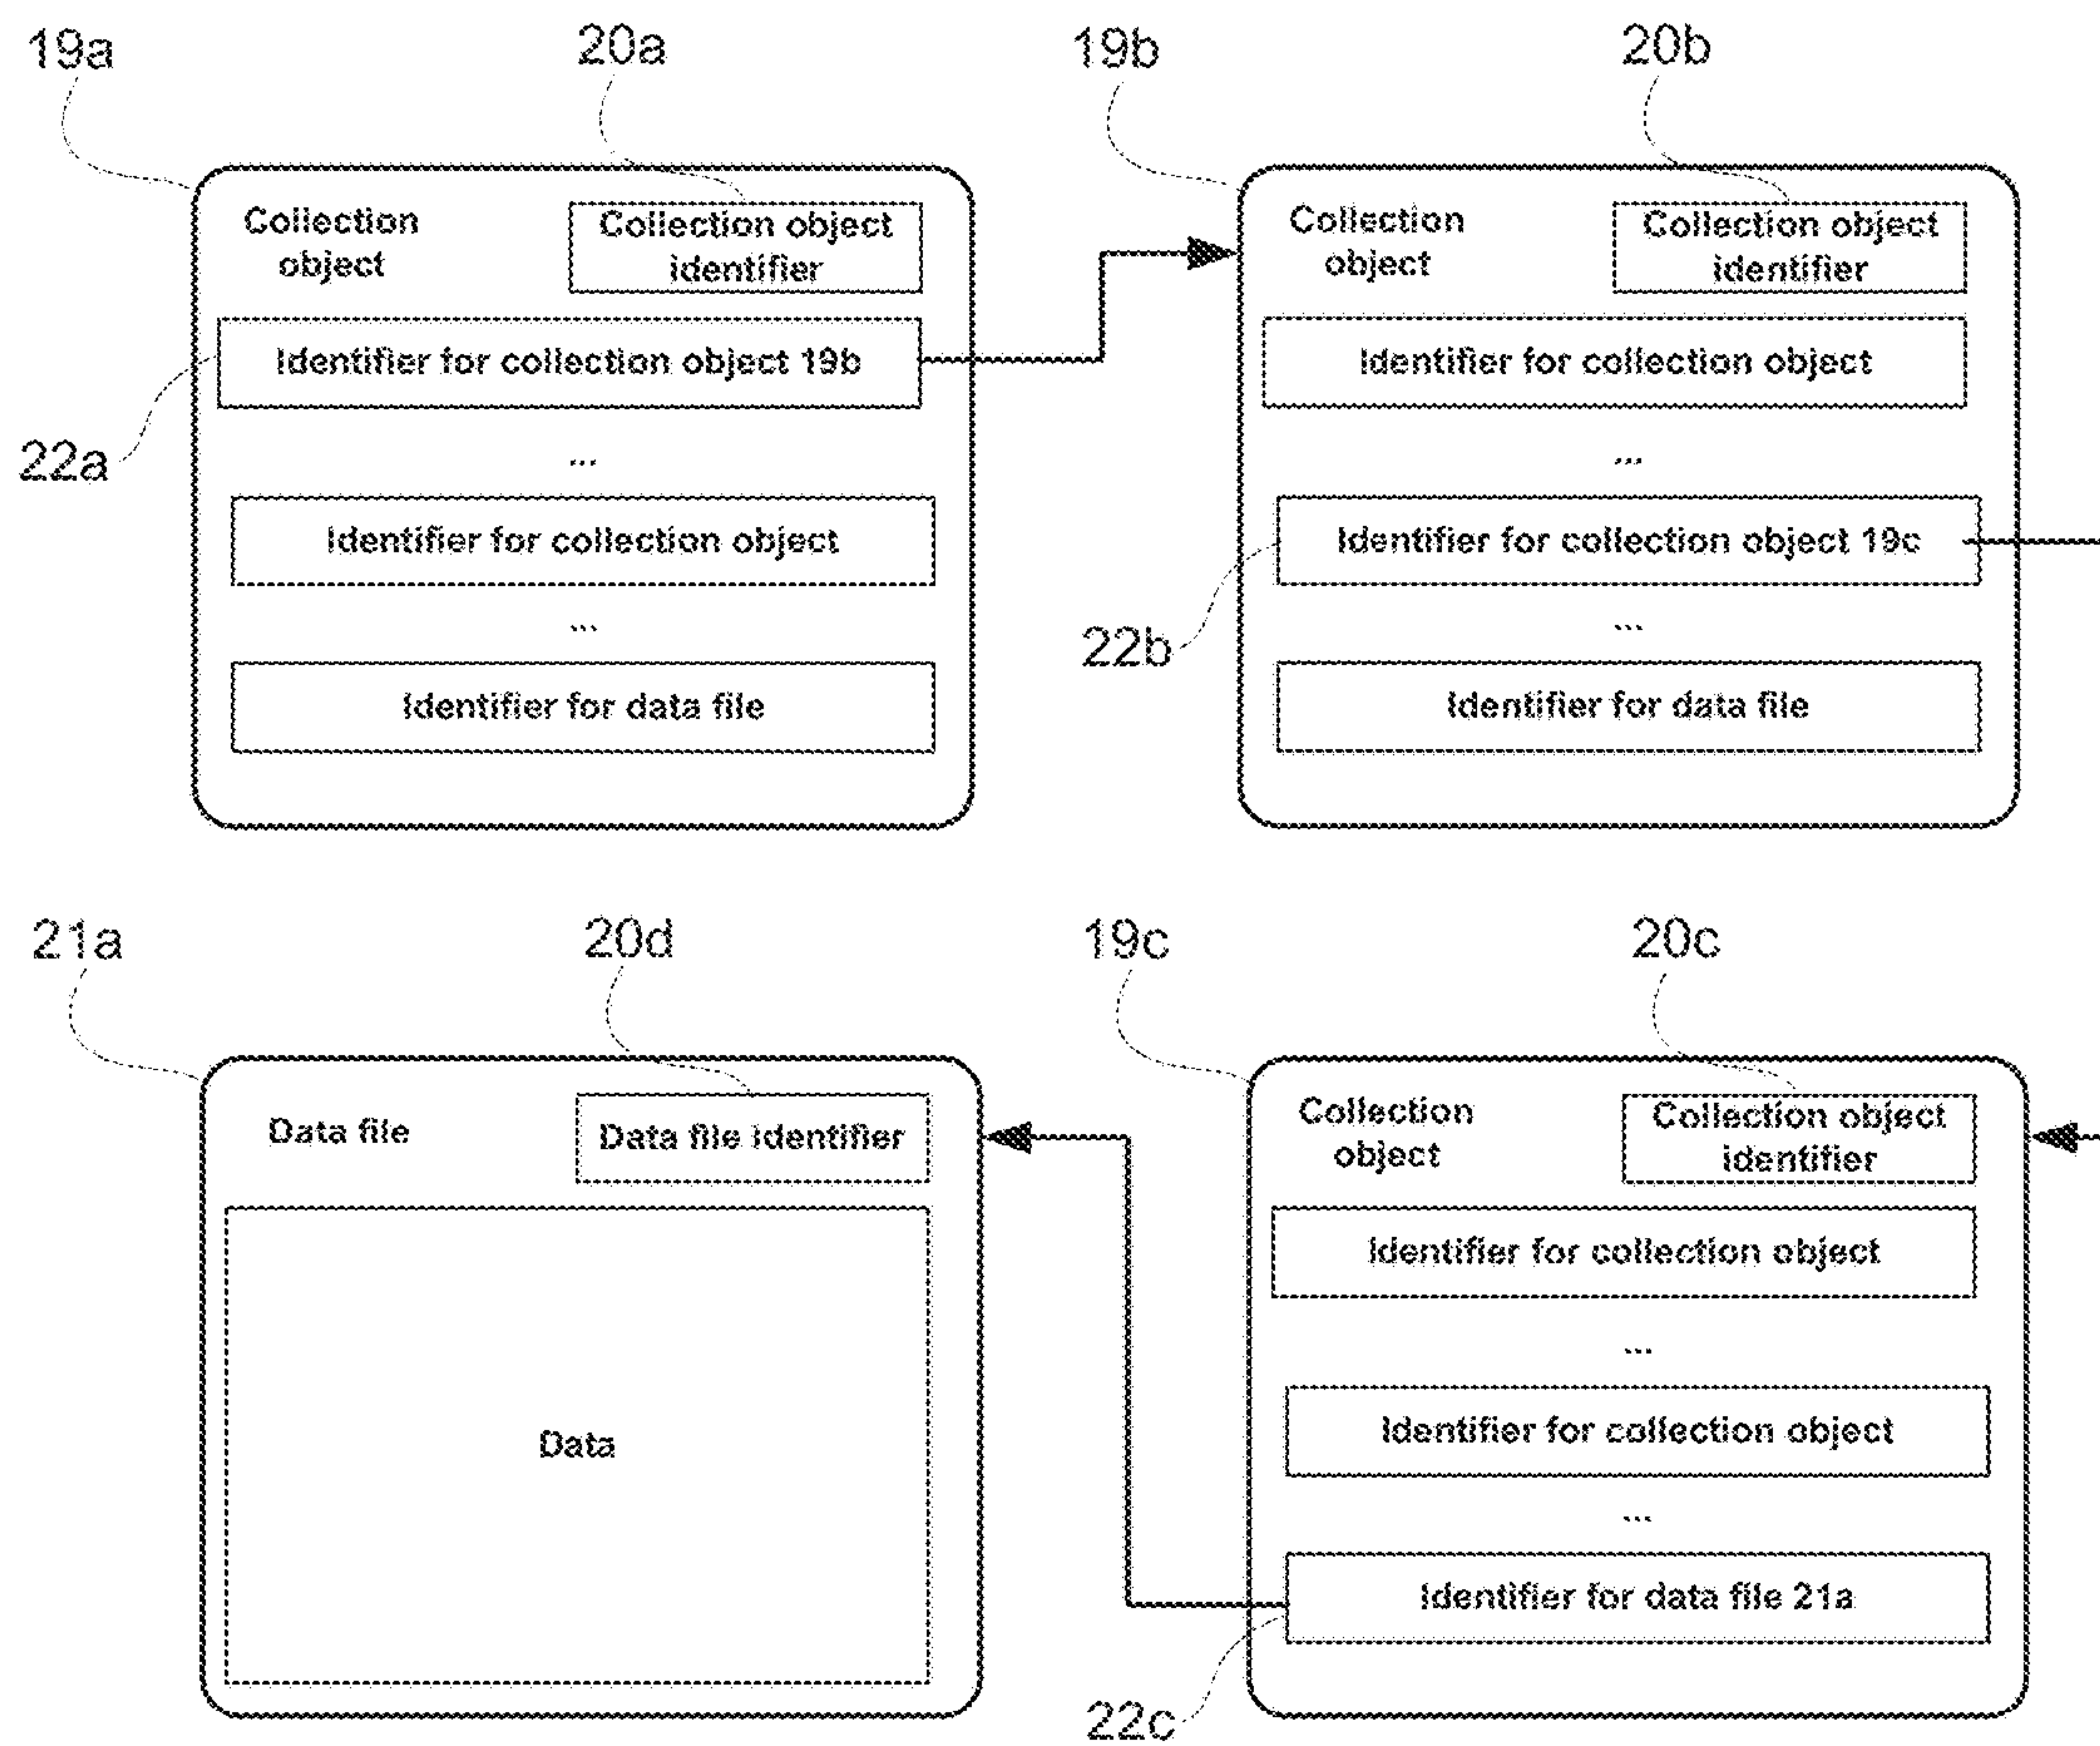 19a
20a
19b
20b
Collection
object
Collection object
identifier
Identifier for collection object 19b
22a
...
Identifier for collection object
...
Identifier for data file
Collection
object
Collection object
identifier
Identifier for collection object
...
Identifier for collection object 19c
22b
...
Identifier for data file
21a
20d
19c
20c
Data file
Data file identifier
Data
Collection
object
Collection object
identifier
Identifier for collection object
...
Identifier for collection object
...
Identifier for data file 21a
22c